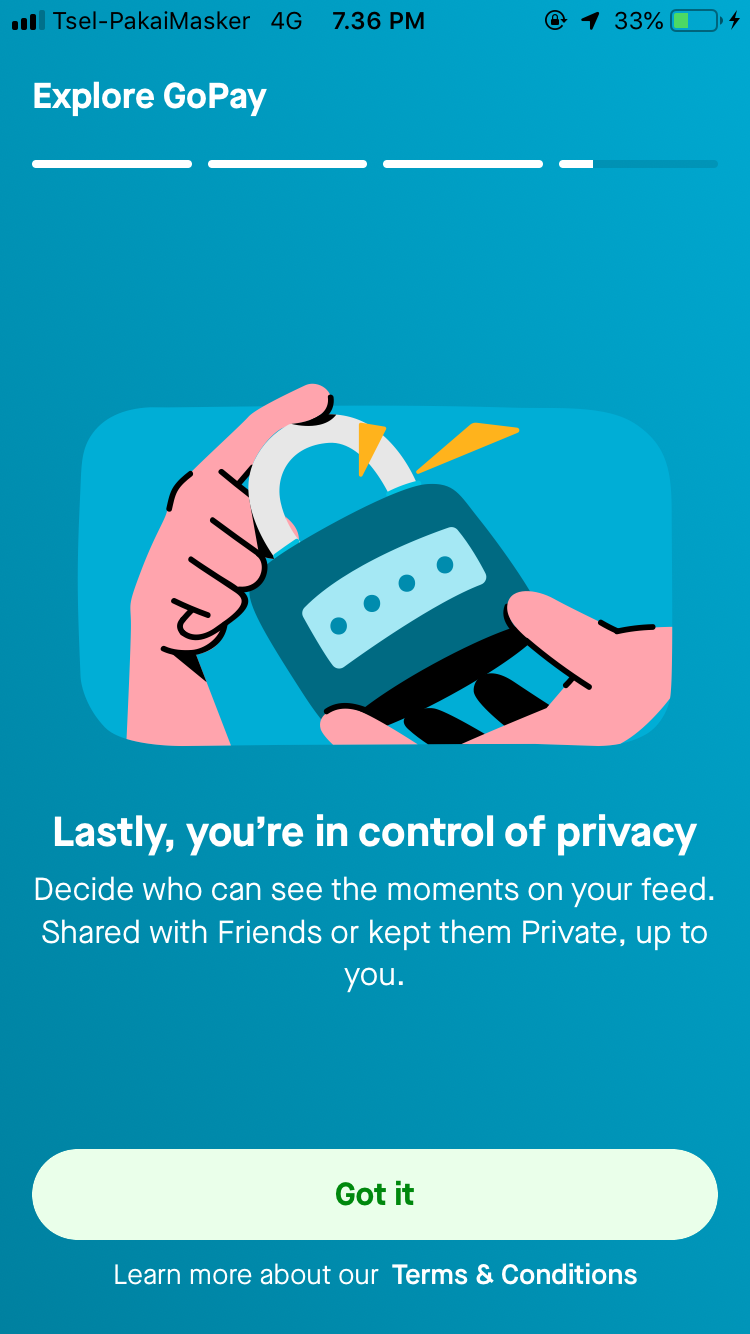 Tsel-PakaiMasker 4G 7.36 PM 33%
Explore GoPay
Lastly, you're in control of privacy
Decide who can see the moments on your feed.
Shared with Friends or kept them Private, up to
you.
Got it
Learn more about our Terms & Conditions